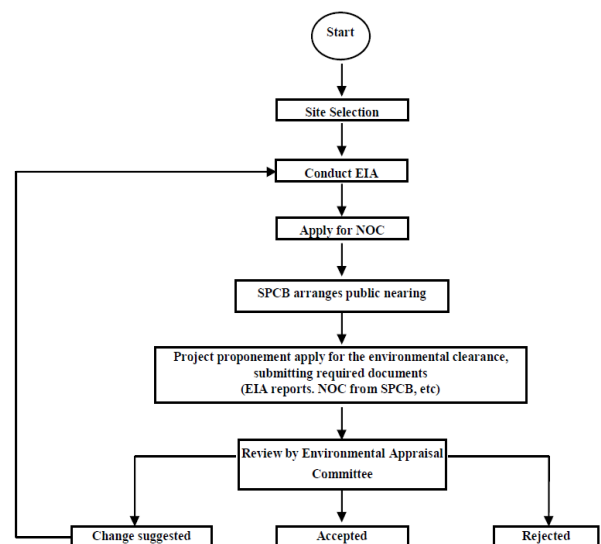 Start
Site Selection
Conduct EIA
Apply for NOC
SPCB arranges public nearing
Project proponement apply for the environmental clearance,
submitting required documents
(EIA reports. NOC from SPCB, etc)
Review by Environmental Appraisal
Committee
Change suggested
Accepted
Rejected